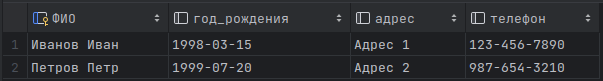 ФИО год_рождения адрес телефон
1 Иванов Иван 1998-03-15 Адрес 1 123-456-7890
2 Петров Петр 1999-07-20 Адрес 2 987-654-3210